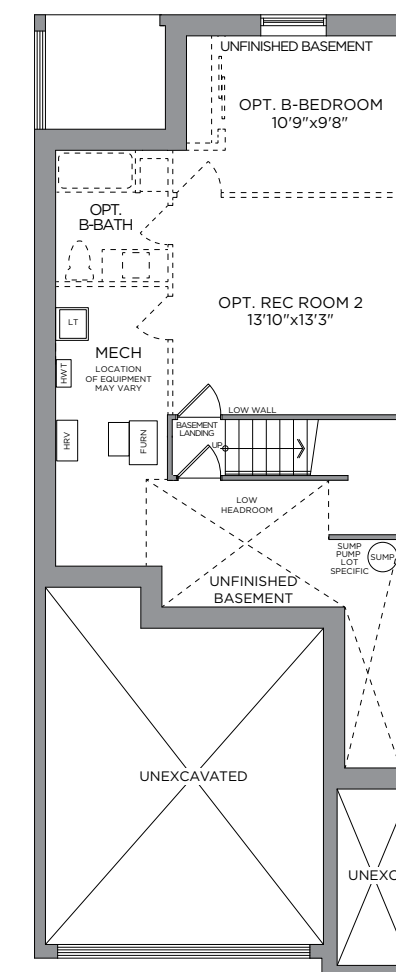 UNFINISHED BASEMENT
OPT. B-BEDROOM
10'9"x9'8"
OPT.
B-BATH
OPT. REC ROOM 2
13'10"x13'3"
LT
MECH
LOCATION
OF EQUIPMENT
MAY VARY
HWT
HRV
FURN
LOW WALL
BASEMENT
LANDING
UP
LOW
HEADROOM
SUMP
PUMP
LOT
SPECIFIC
SUMP
UNFINISHED
BASEMENT
UNEXCAVATED
UNEXC